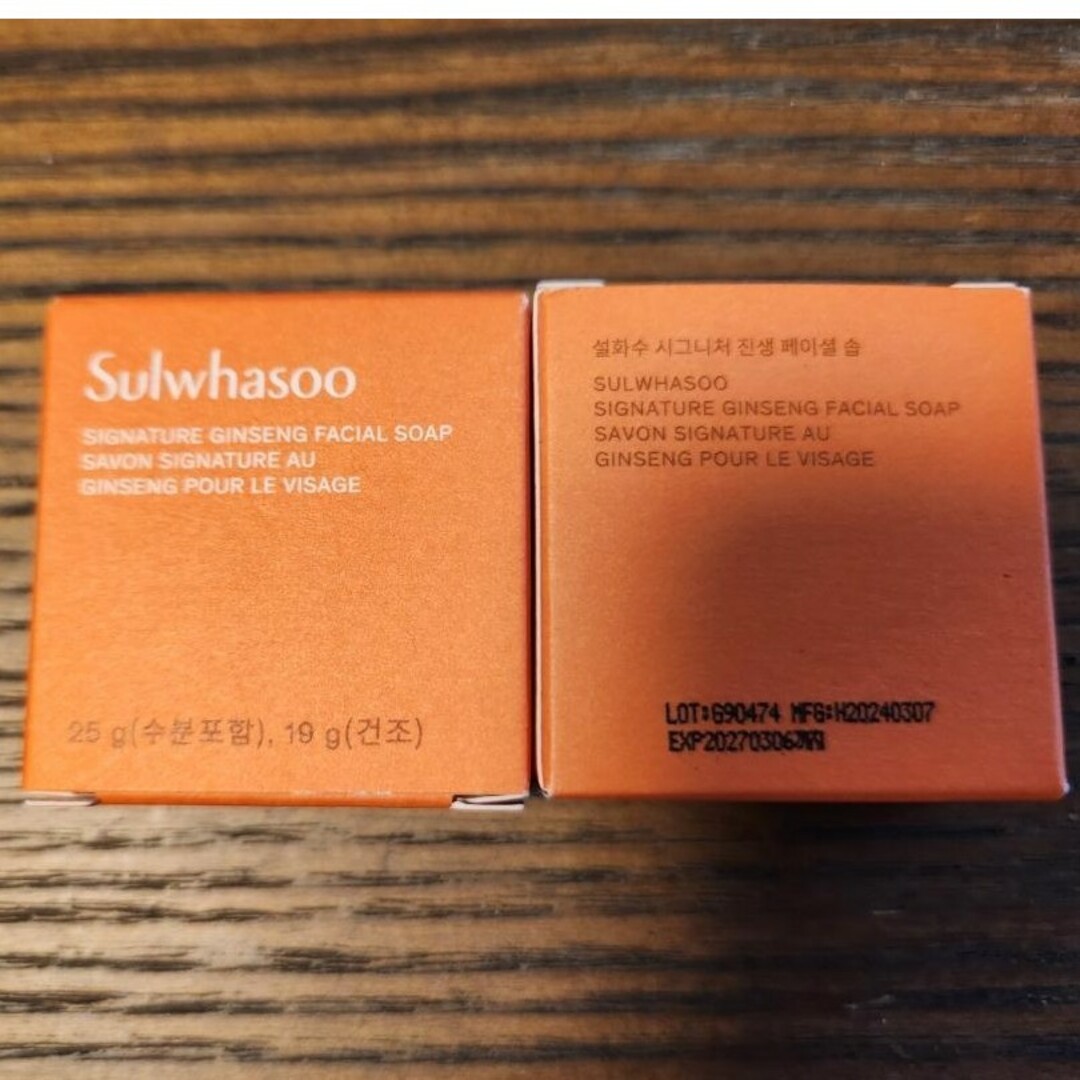 Sulwhasoo
SIGNATURE GINSENG FACIAL SOAP
SAVON SIGNATURE AU
GINSENG POUR LE VISAGE
25 g(수분포함), 19 g(건조)
설화수 시그니처 진생 페이셜 솝
SULWHASOO
SIGNATURE GINSENG FACIAL SOAP
SAVON SIGNATURE AU
GINSENG POUR LE VISAGE
LOT:G90474 MFG:H20240307
EXP20270306